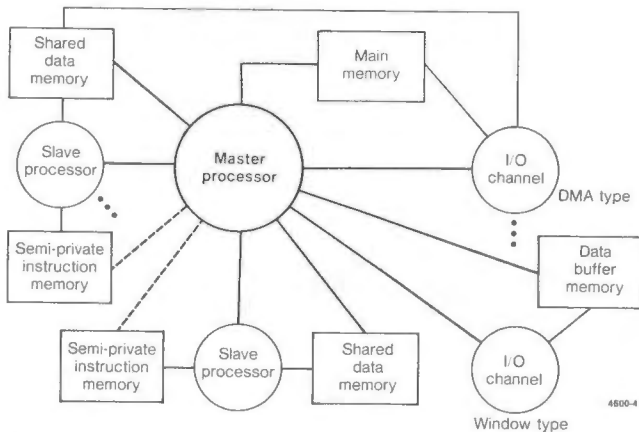 Shared
data
memory
Main
memory
Slave
processor
Master
processor
I/O
channel
DMA type
Semi-private
instruction
memory
Data
buffer
memory
Semi-private
instruction
memory
Slave
processor
Shared
data
memory
I/O
channel
4600-4
Window type